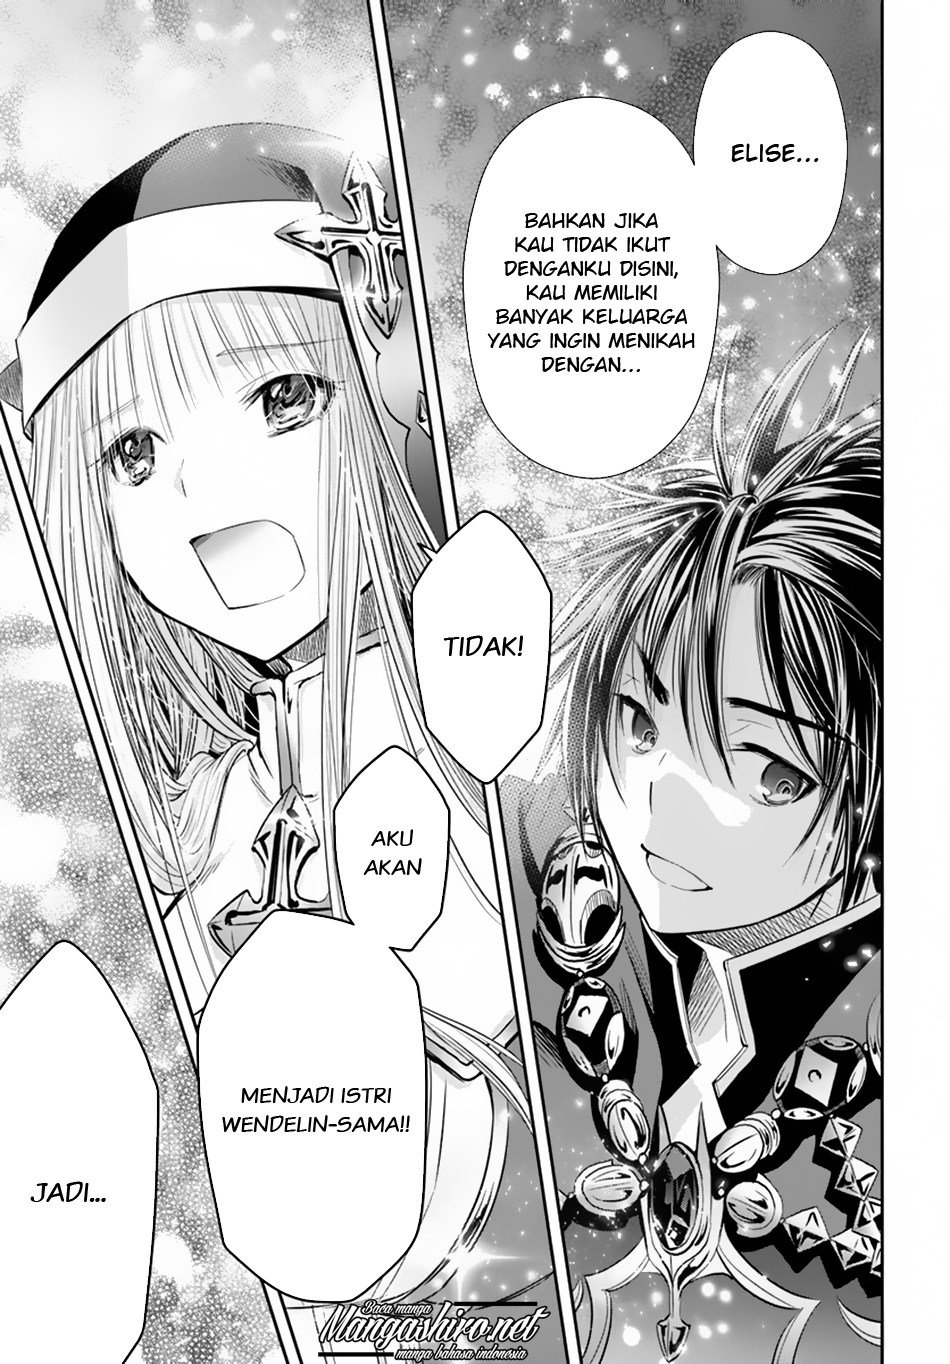 ELISE...
BAHKAN JIKA
KAU TIDAK IKUT
DENGANKU DISINI,
KAU MEMILIKI
BANYAK KELUARGA
YANG INGIN MENIKAH
DENGAN...
TIDAK!
AKU
AKAN
MENJADI ISTRI
WENDELIN-SAMA!!
JADI...
Baca manga
Mangashiro.net
manga bahasa indonesia